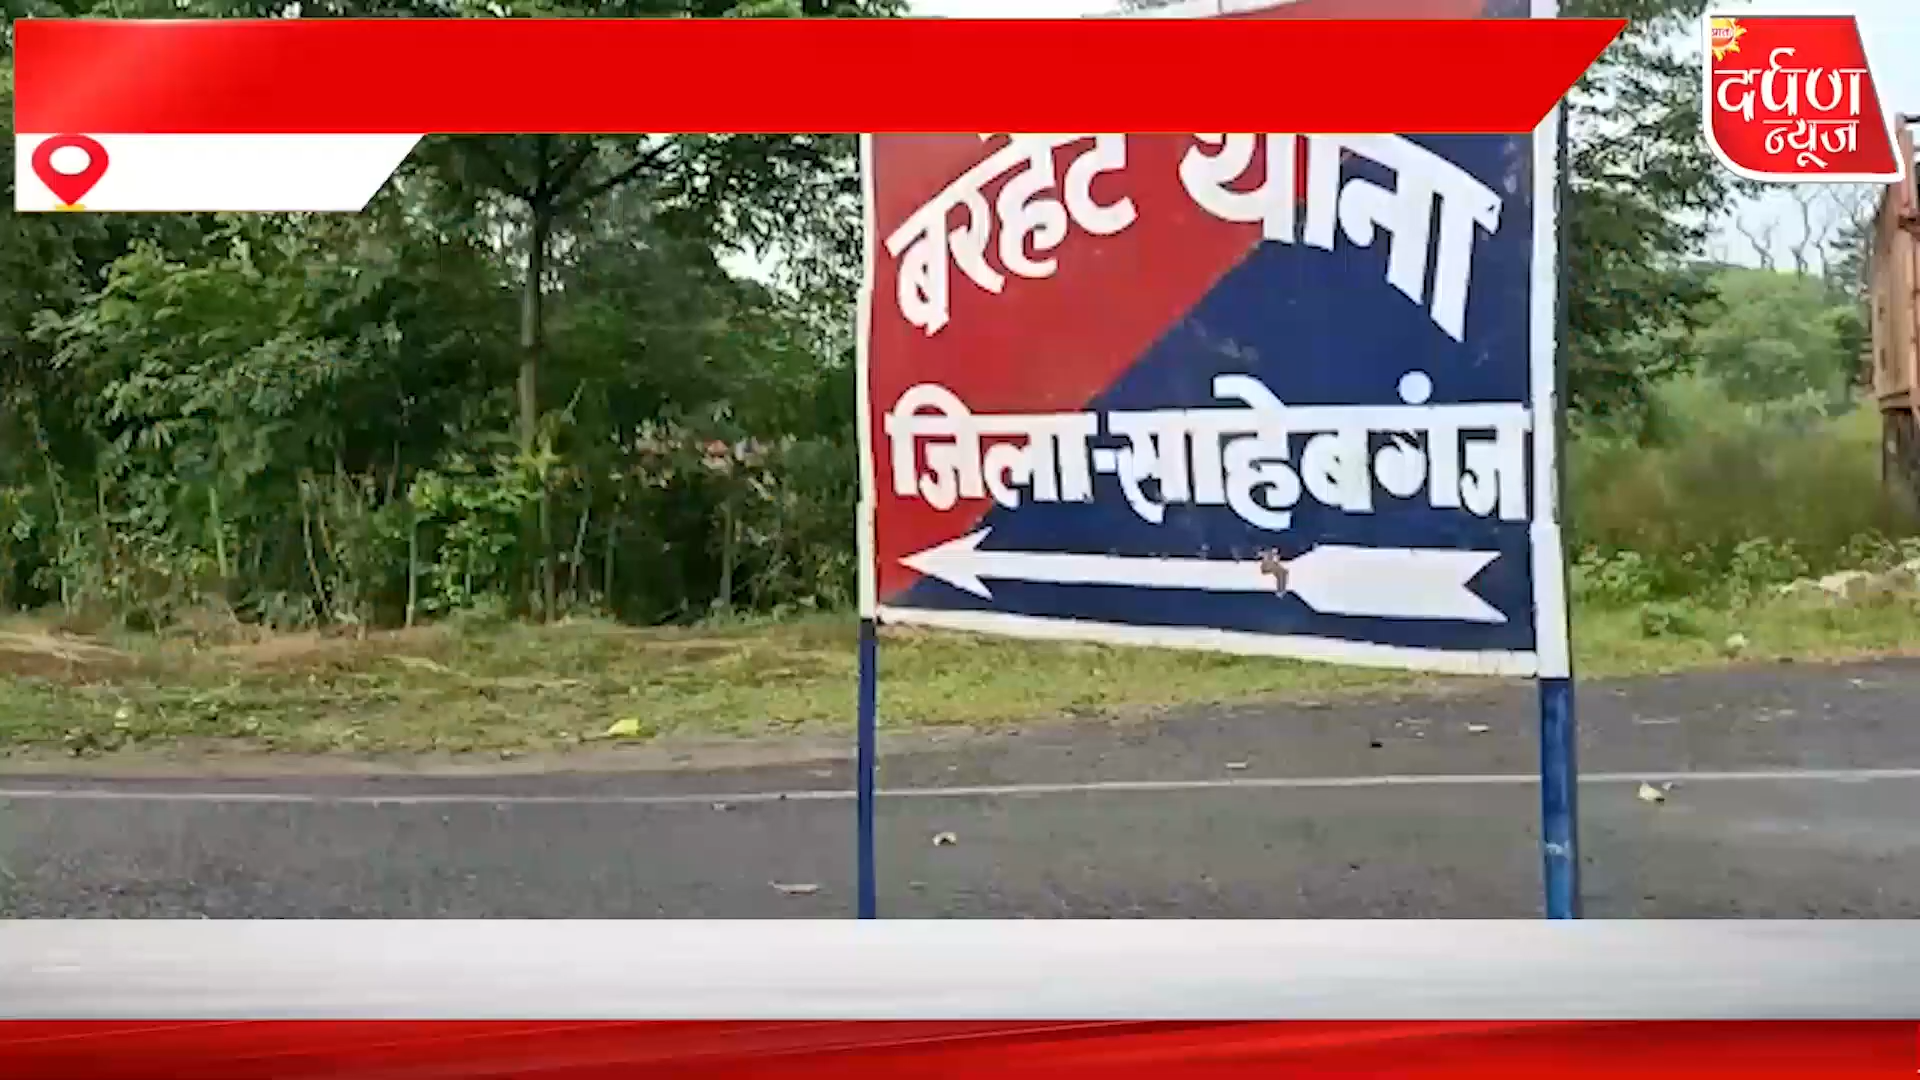 प्रातः
दर्पण
न्यूज
बरहेट थाना
जिला-साहेबगंज